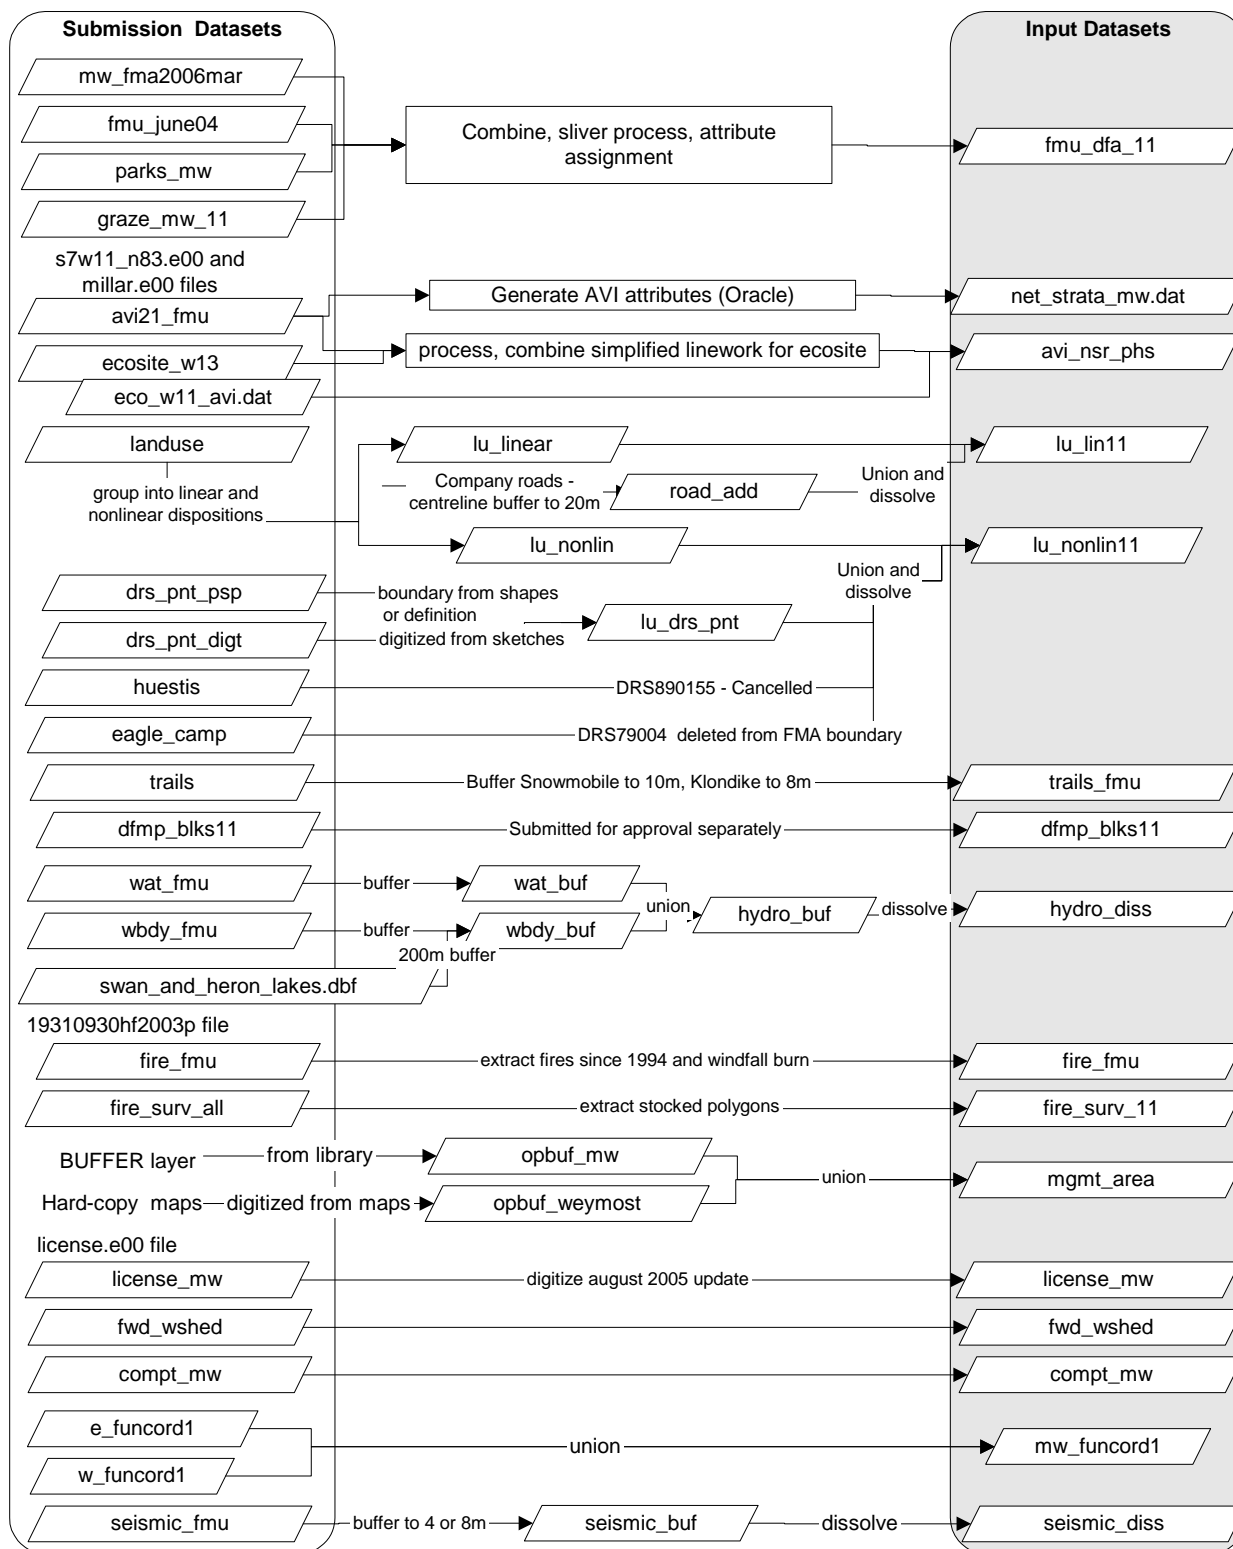 Submission Datasets
Input Datasets
mw_fma2006mar
fmu_june04
Combine, sliver process, attribute
assignment
fmu_dfa_11
parks_mw
graze_mw_11
s7w11_n83.e00 and
millar.e00 files
avi21_fmu
Generate AVI attributes (Oracle)
net_strata_mw.dat
ecosite_w13
process, combine simplified linework for ecosite
avi_nsr_phs
eco_w11_avi.dat
landuse
lu_linear
lu_lin11
group into linear and
nonlinear dispositions
Company roads -
centreline buffer to 20m
road_add
Union and
dissolve
lu_nonlin
lu_nonlin11
drs_pnt_psp
boundary from shapes
or definition
Union and
dissolve
lu_drs_pnt
drs_pnt_digt
digitized from sketches
huestis
DRS890155 - Cancelled
eagle_camp
DRS79004 deleted from FMA boundary
trails
Buffer Snowmobile to 10m, Klondike to 8m
trails_fmu
dfmp_blks11
Submitted for approval separately
dfmp_blks11
wat_fmu
buffer
wat_buf
union
hydro_buf
dissolve
hydro_diss
wbdy_fmu
buffer
wbdy_buf
200m buffer
swan_and_heron_lakes.dbf
19310930hf2003p file
fire_fmu
extract fires since 1994 and windfall burn
fire_fmu
fire_surv_all
extract stocked polygons
fire_surv_11
BUFFER layer
from library
opbuf_mw
union
mgmt_area
Hard-copy maps
digitized from maps
opbuf_weymost
license.e00 file
license_mw
digitize august 2005 update
license_mw
fwd_wshed
fwd_wshed
compt_mw
compt_mw
e_funcord1
union
mw_funcord1
w_funcord1
seismic_fmu
buffer to 4 or 8m
seismic_buf
dissolve
seismic_diss